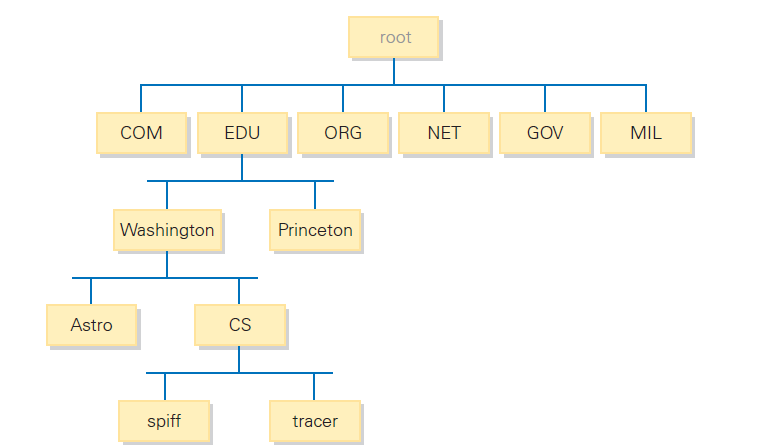 root
COM EDU ORG NET GOV MIL
Washington Princeton
Astro CS
spiff tracer